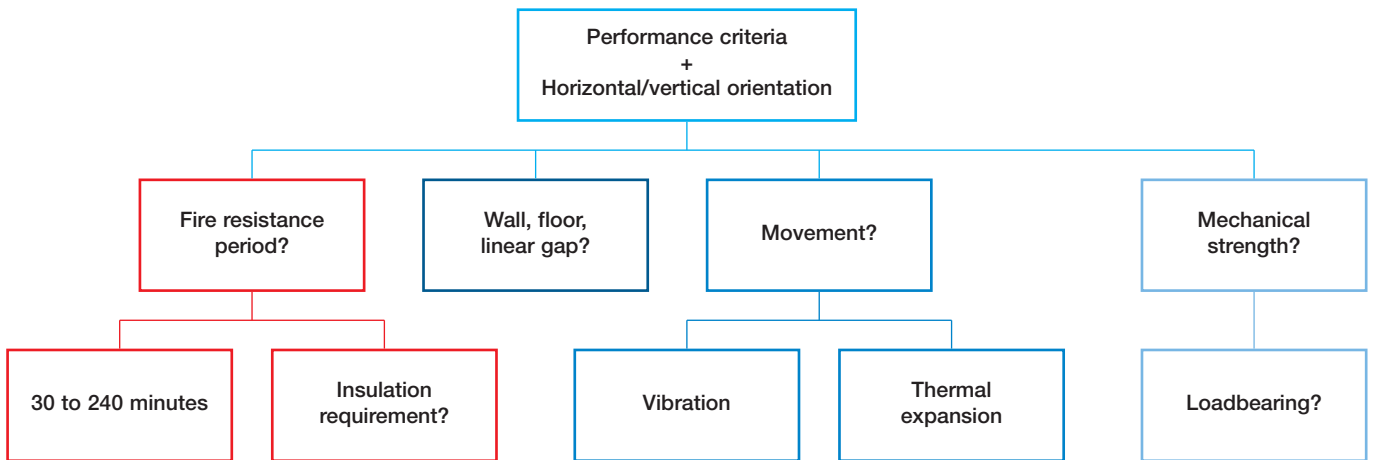 Performance criteria
+
Horizontal/vertical orientation
Fire resistance
period?
Wall, floor,
linear gap?
Movement?
Mechanical
strength?
30 to 240 minutes
Insulation
requirement?
Vibration
Thermal
expansion
Loadbearing?